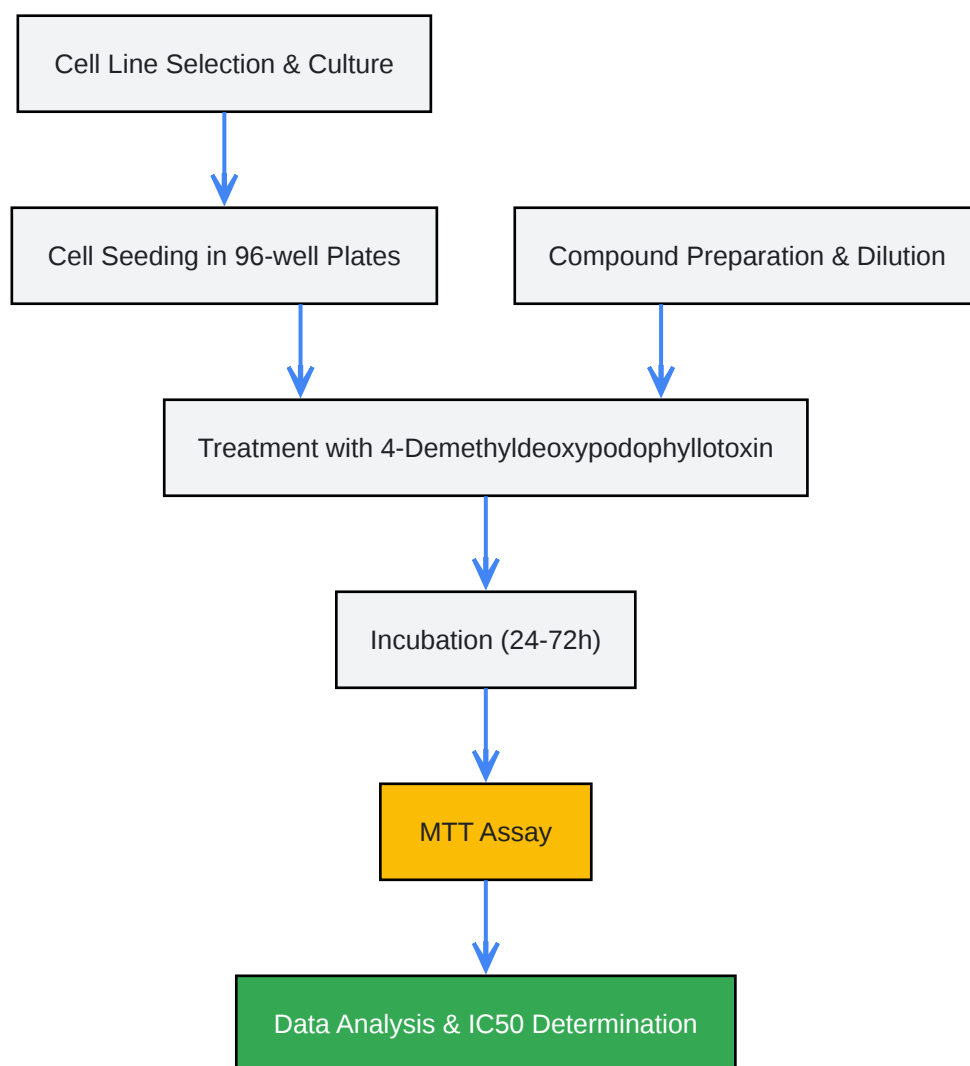 Cell Line Selection & Culture
Cell Seeding in 96-well Plates
Compound Preparation & Dilution
Treatment with 4-Demethyldeoxypodophyllotoxin
Incubation (24-72h)
MTT Assay
Data Analysis & IC50 Determination